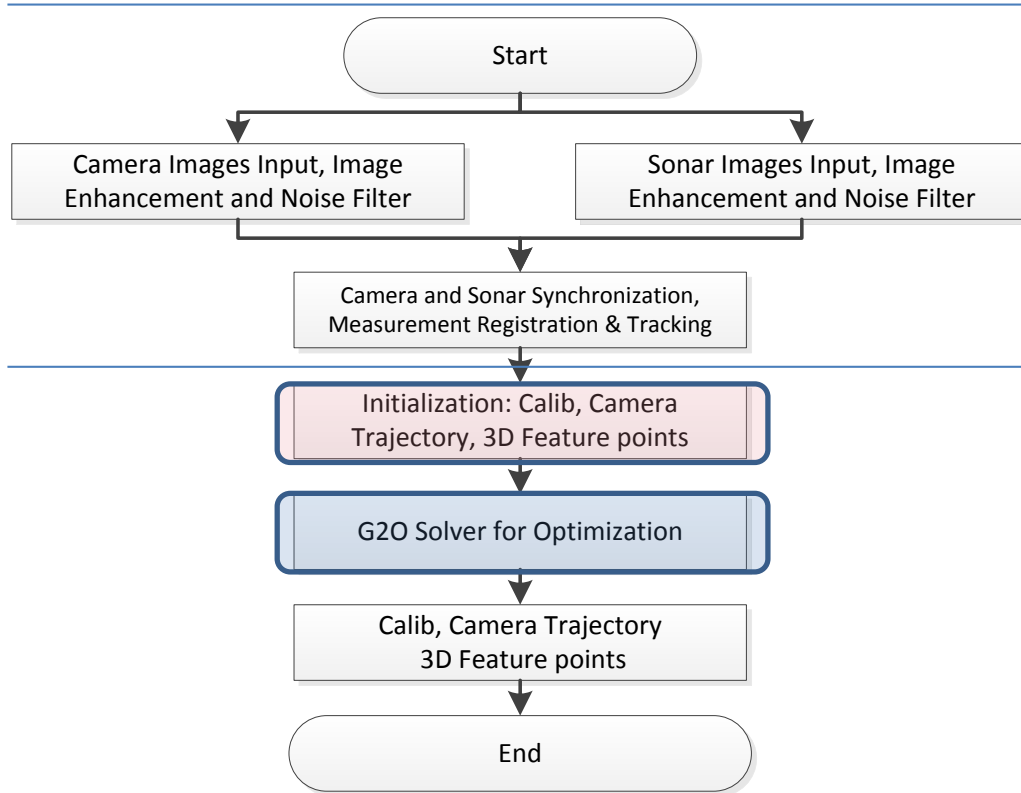 Start
Camera Images Input, Image
Enhancement and Noise Filter
Sonar Images Input, Image
Enhancement and Noise Filter
Camera and Sonar Synchronization,
Measurement Registration & Tracking
Initialization: Calib, Camera
Trajectory, 3D Feature points
G2O Solver for Optimization
Calib, Camera Trajectory
3D Feature points
End